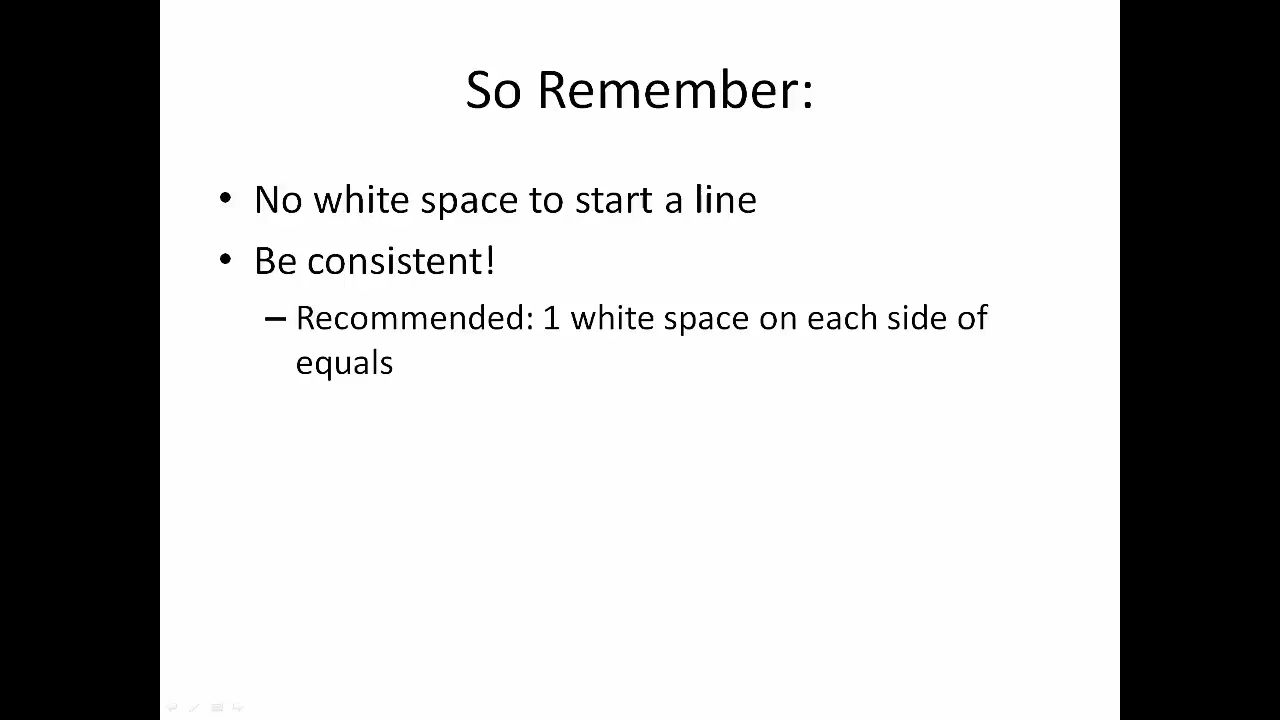 So Remember:
• No white space to start a line
• Be consistent!
– Recommended: 1 white space on each side of
equals